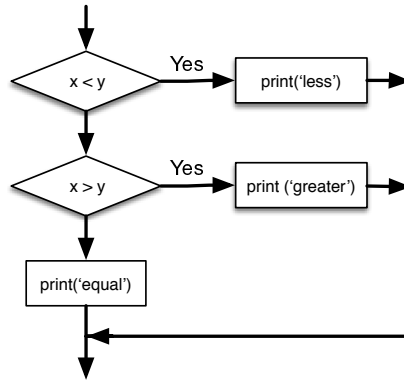 x < y
Yes
print(‘less’)
x > y
Yes
print (‘greater’)
print(‘equal’)